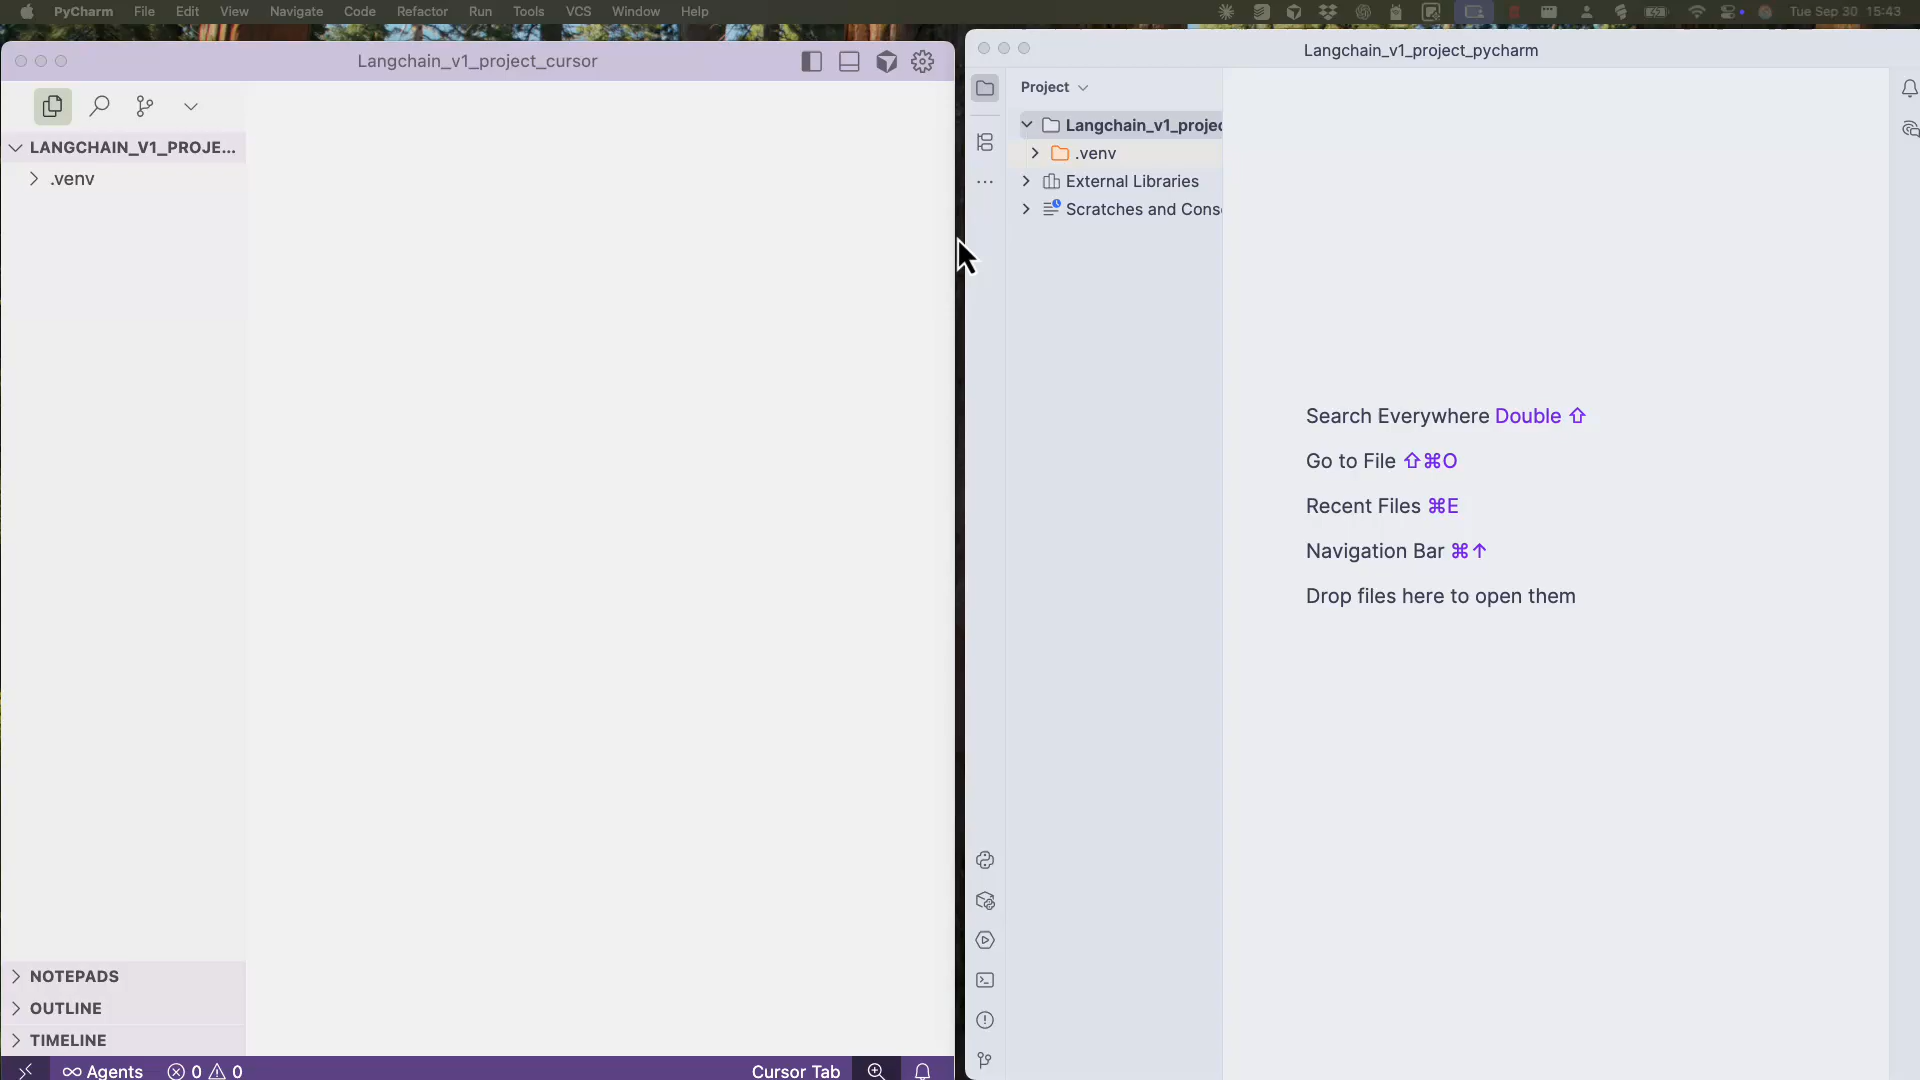 PyCharm File Edit View Navigate Code Refactor Run Tools VCS Window Help Tue Sep 30 15:43
Langchain_v1_project_cursor
LANGCHAIN_V1_PROJE...
.venv
NOTEPADS
OUTLINE
TIMELINE
Agents 0 0 Cursor Tab
Langchain_v1_project_pycharm
Project
Langchain_v1_projec
.venv
External Libraries
Scratches and Conso
Search Everywhere Double ⇧
Go to File ⇧⌘O
Recent Files ⌘E
Navigation Bar ⌘↑
Drop files here to open them